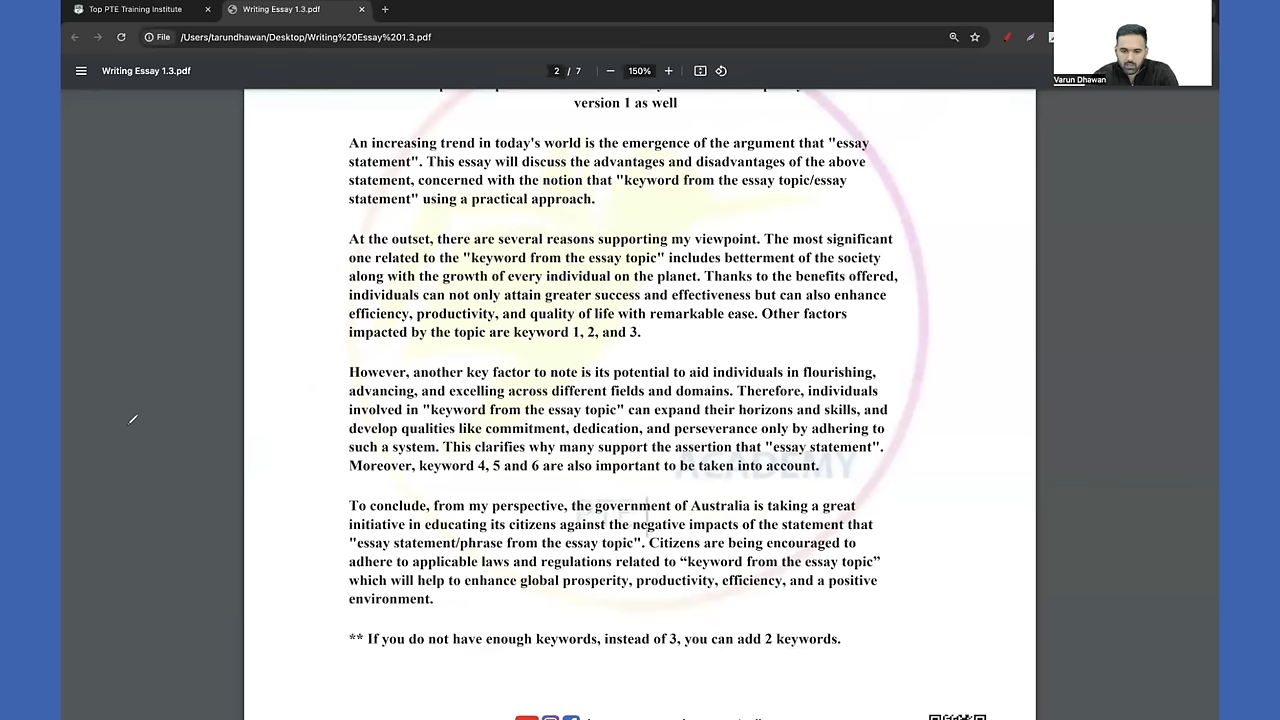 Top PTE Training Institute
Writing Essay 1.3.pdf
File
/Users/tarundhawan/Desktop/Writing%20Essay%201.3.pdf
Writing Essay 1.3.pdf
2 / 7
150%
Varun Dhawan
version 1 as well
An increasing trend in today's world is the emergence of the argument that "essay
statement". This essay will discuss the advantages and disadvantages of the above
statement, concerned with the notion that "keyword from the essay topic/essay
statement" using a practical approach.
At the outset, there are several reasons supporting my viewpoint. The most significant
one related to the "keyword from the essay topic" includes betterment of the society
along with the growth of every individual on the planet. Thanks to the benefits offered,
individuals can not only attain greater success and effectiveness but can also enhance
efficiency, productivity, and quality of life with remarkable ease. Other factors
impacted by the topic are keyword 1, 2, and 3.
However, another key factor to note is its potential to aid individuals in flourishing,
advancing, and excelling across different fields and domains. Therefore, individuals
involved in "keyword from the essay topic" can expand their horizons and skills, and
develop qualities like commitment, dedication, and perseverance only by adhering to
such a system. This clarifies why many support the assertion that "essay statement".
Moreover, keyword 4, 5 and 6 are also important to be taken into account.
ACADEMY
PTE
To conclude, from my perspective, the government of Australia is taking a great
initiative in educating its citizens against the negative impacts of the statement that
"essay statement/phrase from the essay topic". Citizens are being encouraged to
adhere to applicable laws and regulations related to “keyword from the essay topic”
which will help to enhance global prosperity, productivity, efficiency, and a positive
environment.
** If you do not have enough keywords, instead of 3, you can add 2 keywords.